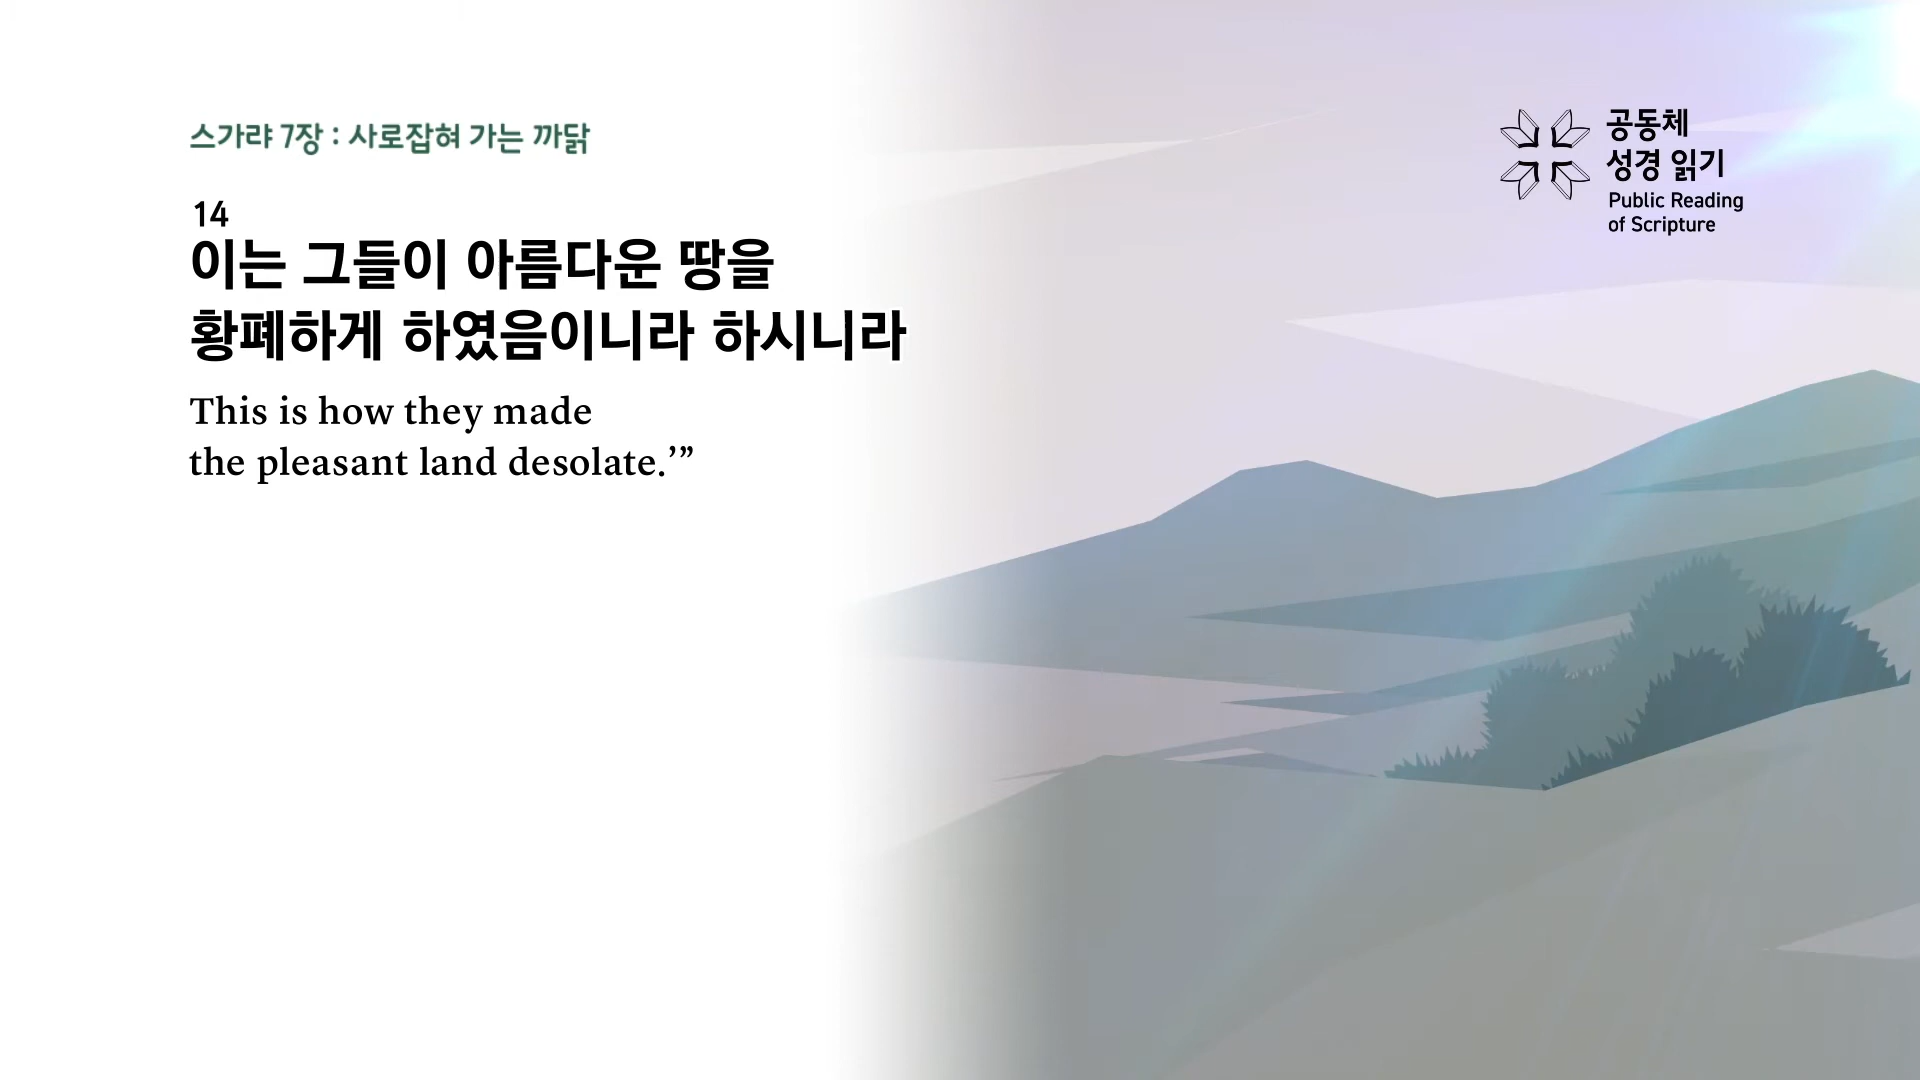 스가랴 7장 : 사로잡혀 가는 까닭
14
이는 그들이 아름다운 땅을
황폐하게 하였음이니라 하시니라
This is how they made
the pleasant land desolate.’”
공동체
성경 읽기
Public Reading
of Scripture